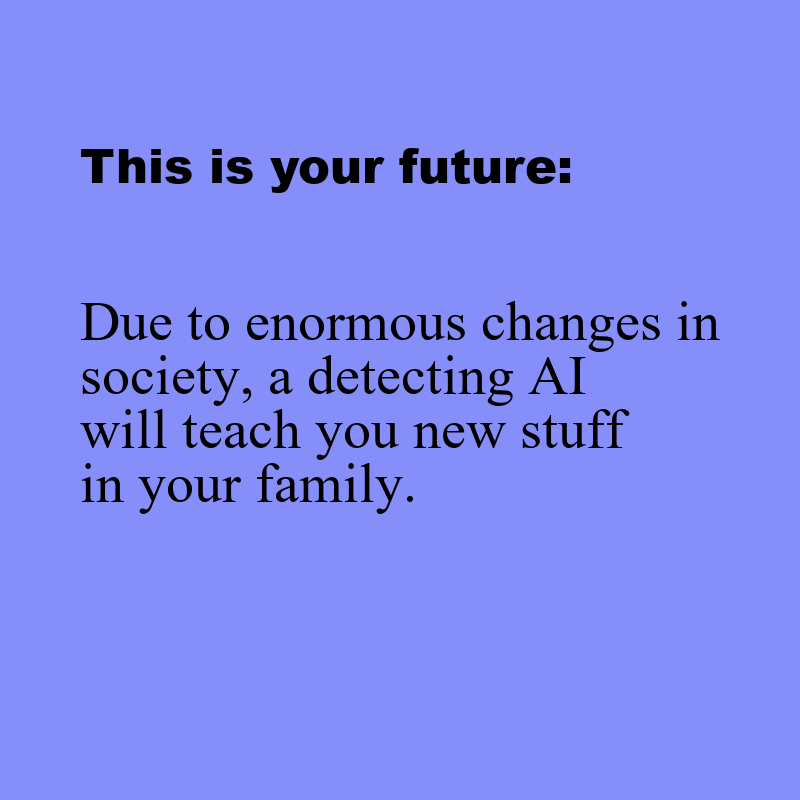 This is your future:
Due to enormous changes in
society, a detecting AI
will teach you new stuff
in your family.